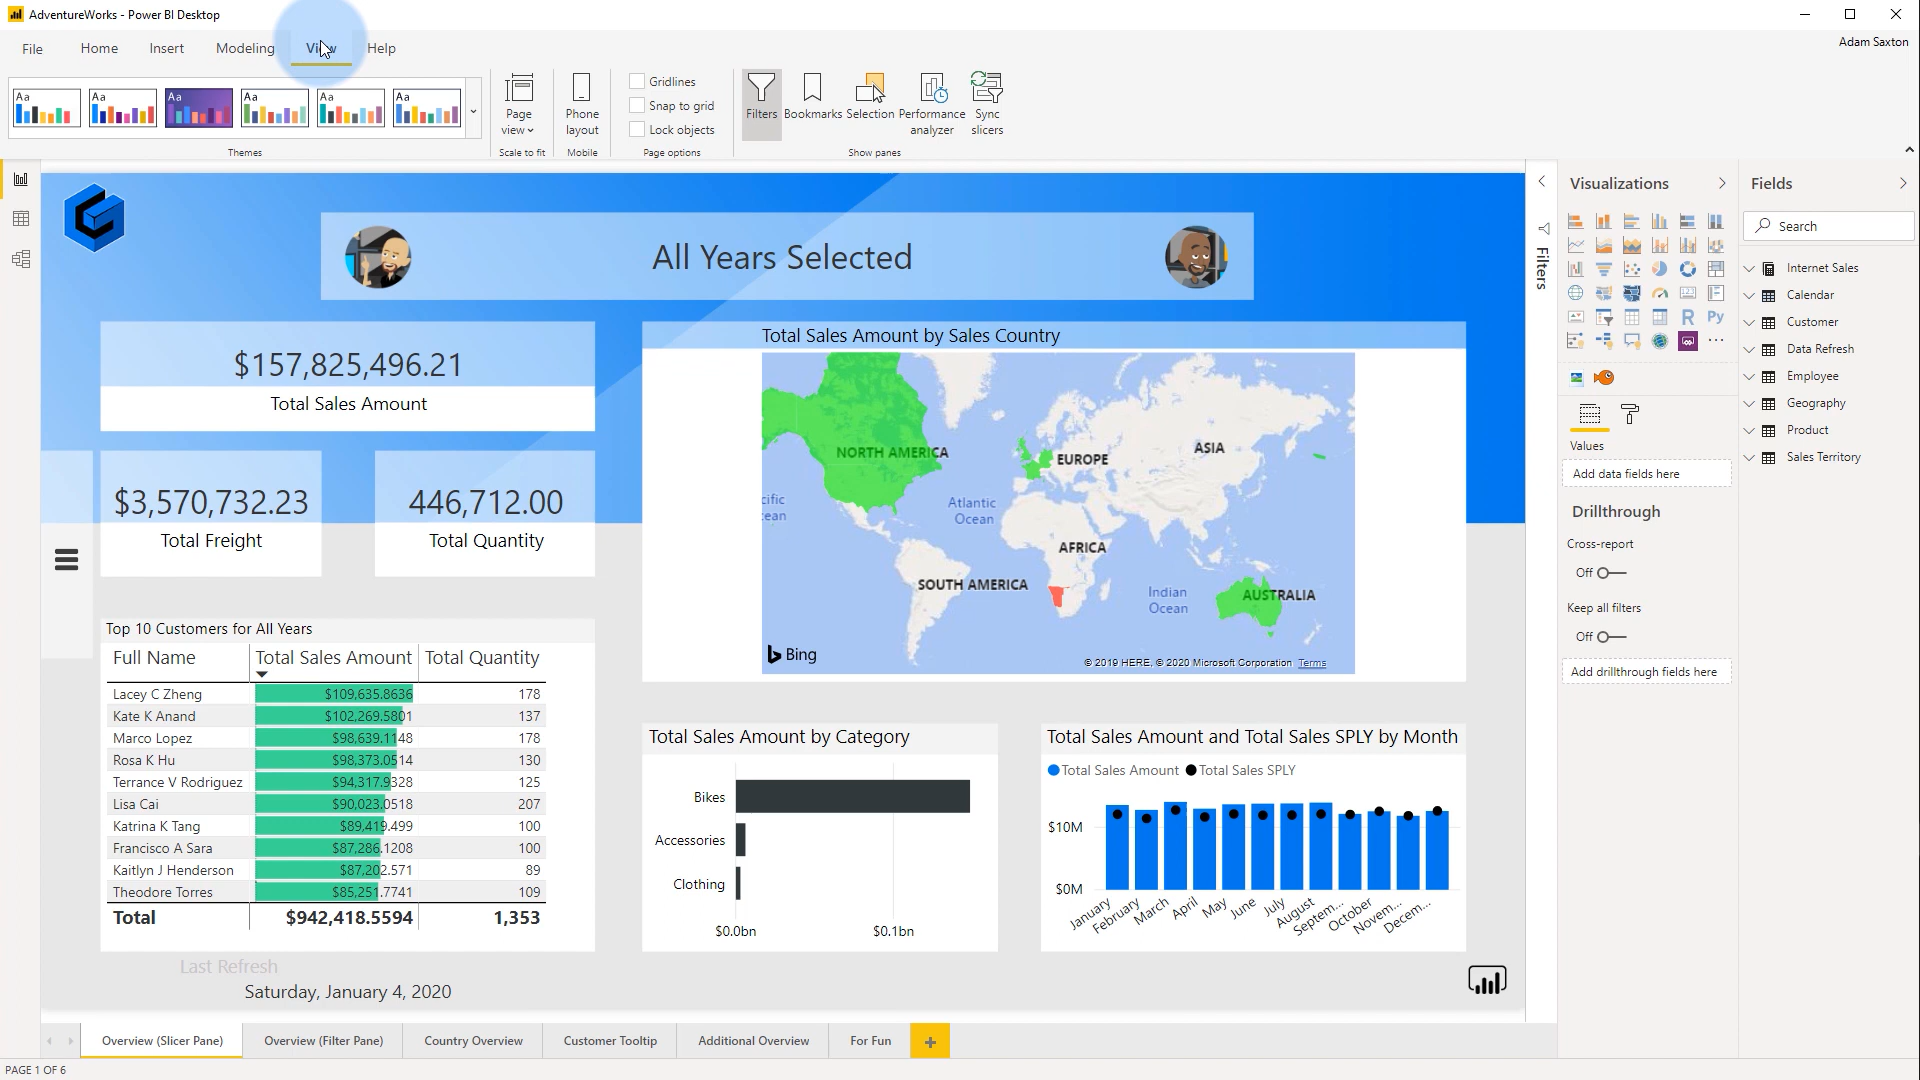 AdventureWorks - Power BI Desktop
Adam Saxton
File Home Insert Modeling View Help
Aa Aa Aa Aa Aa Aa
Themes
Page view
Scale to fit
Phone layout
Mobile
Gridlines
Snap to grid
Lock objects
Page options
Filters
Bookmarks
Selection
Performance analyzer
Sync slicers
Show panes
All Years Selected
$157,825,496.21
Total Sales Amount
$3,570,732.23
Total Freight
446,712.00
Total Quantity
Top 10 Customers for All Years
Full Name Total Sales Amount Total Quantity
Lacey C Zheng $109,635.8636 178
Kate K Anand $102,269.5801 137
Marco Lopez $98,639.1148 178
Rosa K Hu $98,373.0514 130
Terrance V Rodriguez $94,317.9328 125
Lisa Cai $90,023.0518 207
Katrina K Tang $89,419.499 100
Francisco A Sara $87,286.1208 100
Kaitlyn J Henderson $87,202.571 89
Theodore Torres $85,251.7741 109
Total $942,418.5594 1,353
Last Refresh
Saturday, January 4, 2020
Total Sales Amount by Sales Country
NORTH AMERICA
EUROPE
ASIA
cific
ean
Atlantic
Ocean
AFRICA
SOUTH AMERICA
Indian
Ocean
AUSTRALIA
Bing
© 2019 HERE, © 2020 Microsoft Corporation Terms
Total Sales Amount by Category
Bikes
Accessories
Clothing
$0.0bn $0.1bn
Total Sales Amount and Total Sales SPLY by Month
Total Sales Amount Total Sales SPLY
$10M
$0M
January February March April May June July August Septem... October Novem... Decem...
Filters
Visualizations
R Py
123
...
Values
Add data fields here
Drillthrough
Cross-report
Off
Keep all filters
Off
Add drillthrough fields here
Fields
Search
Internet Sales
Calendar
Customer
Data Refresh
Employee
Geography
Product
Sales Territory
Overview (Slicer Pane) Overview (Filter Pane) Country Overview Customer Tooltip Additional Overview For Fun +
PAGE 1 OF 6